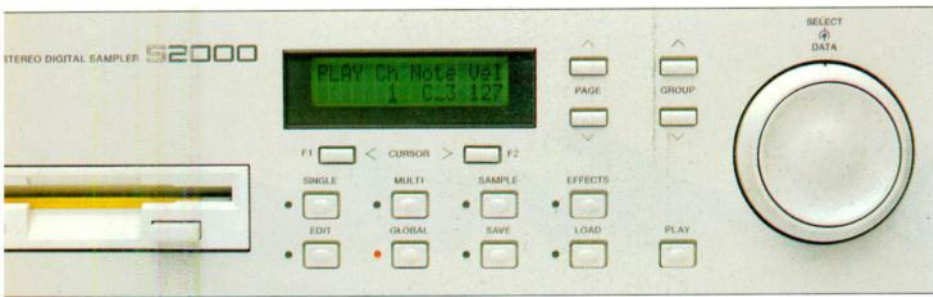 STEREO DIGITAL SAMPLER S2000
PLAY Ch Note Vel
1 C_3 127
F1 < CURSOR > F2
PAGE
GROUP
SELECT
DATA
SINGLE MULTI SAMPLE EFFECTS
EDIT GLOBAL SAVE LOAD PLAY